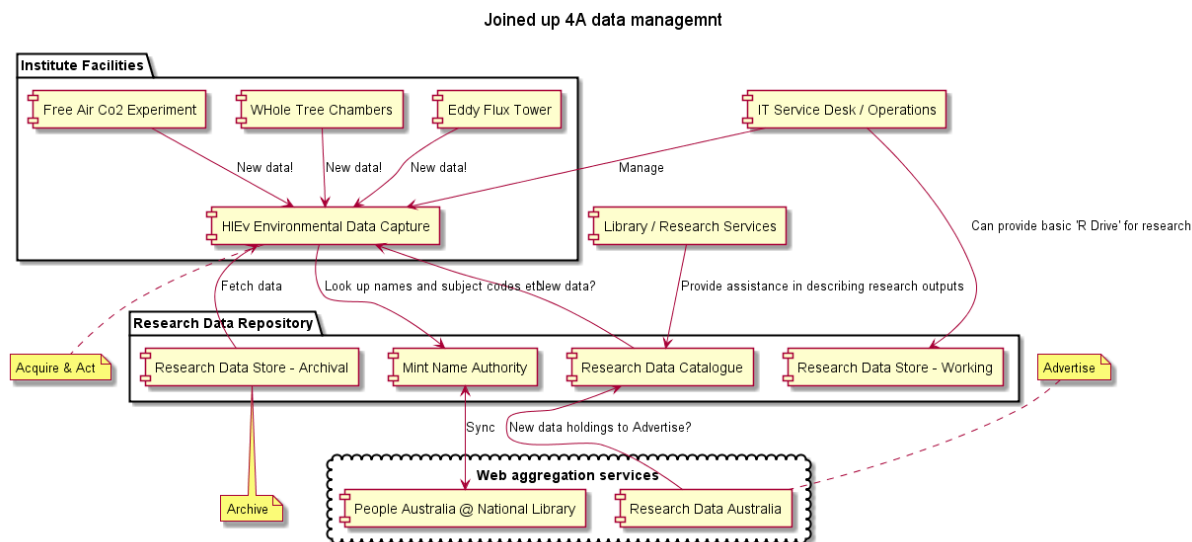 Joined up 4A data managemnt
Institute Facilities
Free Air Co2 Experiment
WHole Tree Chambers
Eddy Flux Tower
IT Service Desk / Operations
New data!
New data!
New data!
Manage
HIEv Environmental Data Capture
Library / Research Services
Can provide basic 'R Drive' for research
Fetch data
Look up names and subject codes etc
New data?
Provide assistance in describing research outputs
Research Data Repository
Acquire & Act
Research Data Store - Archival
Mint Name Authority
Research Data Catalogue
Research Data Store - Working
Advertise
Sync
New data holdings to Advertise?
Web aggregation services
Archive
People Australia @ National Library
Research Data Australia